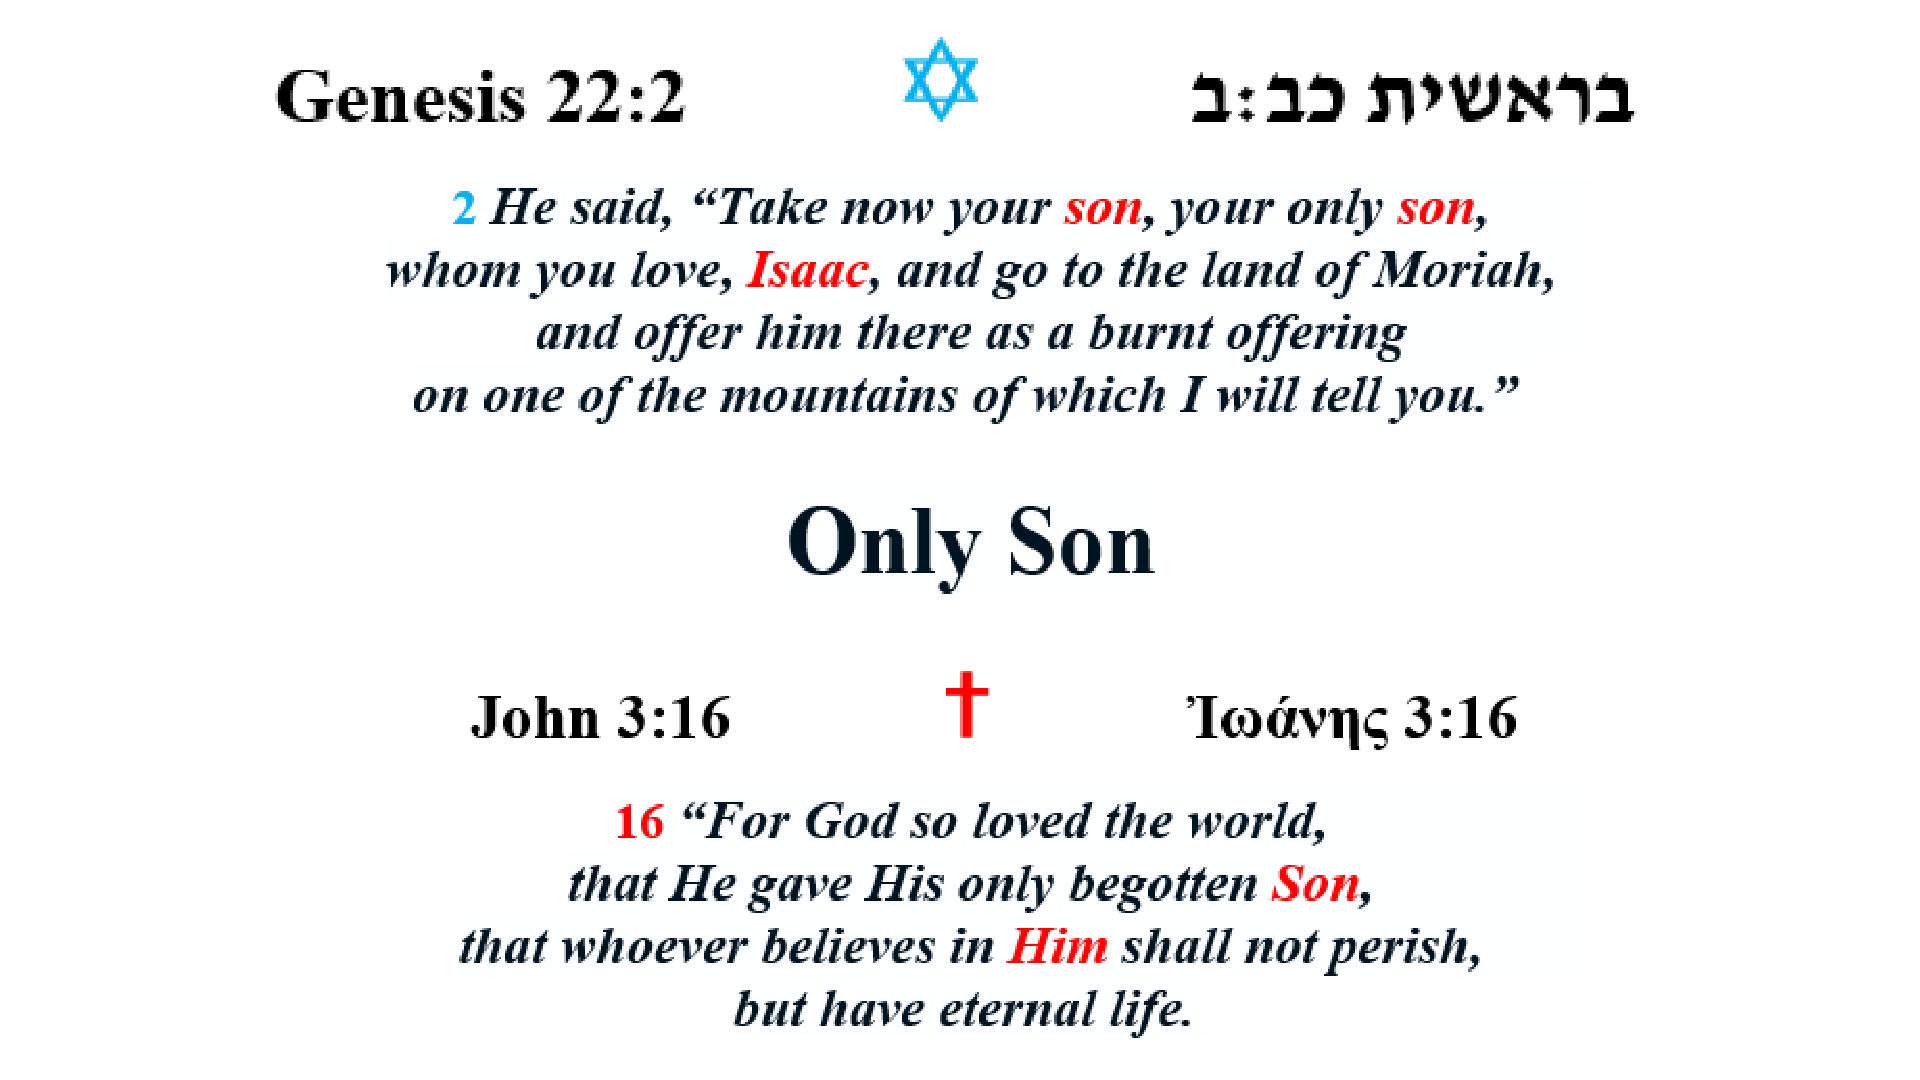 Genesis 22:2 ✡ בראשית כב:ב
2 He said, “Take now your son, your only son,
whom you love, Isaac, and go to the land of Moriah,
and offer him there as a burnt offering
on one of the mountains of which I will tell you.”
Only Son
John 3:16 ✝ Ἰωάνης 3:16
16 “For God so loved the world,
that He gave His only begotten Son,
that whoever believes in Him shall not perish,
but have eternal life.